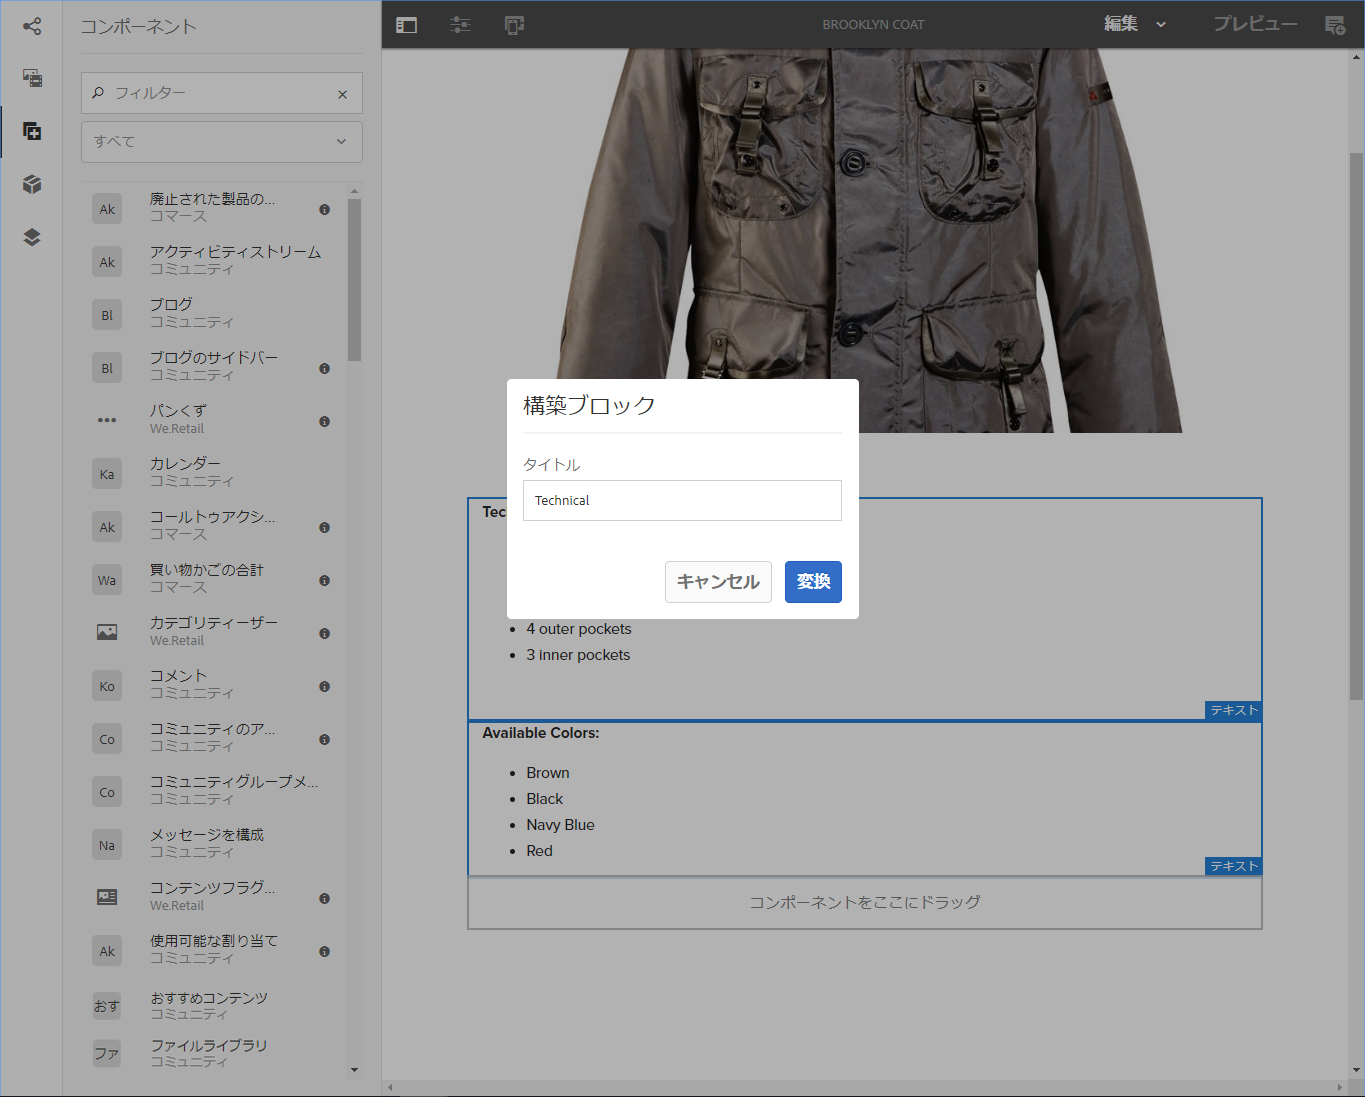 コンポーネント
BROOKLYN COAT
編集
プレビュー
フィルター
すべて
Ak
廃止された製品の...
コマース
Ak
アクティビティストリーム
コミュニティ
Bl
ブログ
コミュニティ
Bl
ブログのサイドバー
コミュニティ
パンくず
We.Retail
Ka
カレンダー
コミュニティ
Ak
コールトゥアクシ...
コマース
Wa
買い物かごの合計
コマース
カテゴリティーザー
We.Retail
Ko
コメント
コミュニティ
Co
コミュニティのア...
コミュニティ
Co
コミュニティグループメ...
コミュニティ
Na
メッセージを構成
コミュニティ
コンテンツフラグ...
We.Retail
Ak
使用可能な割り当て
コミュニティ
おす
おすすめコンテンツ
コミュニティ
ファ
ファイルライブラリ
コミュニティ
構築ブロック
タイトル
Technical
キャンセル
変換
Tec
4 outer pockets
3 inner pockets
テキスト
Available Colors:
Brown
Black
Navy Blue
Red
テキスト
コンポーネントをここにドラッグ